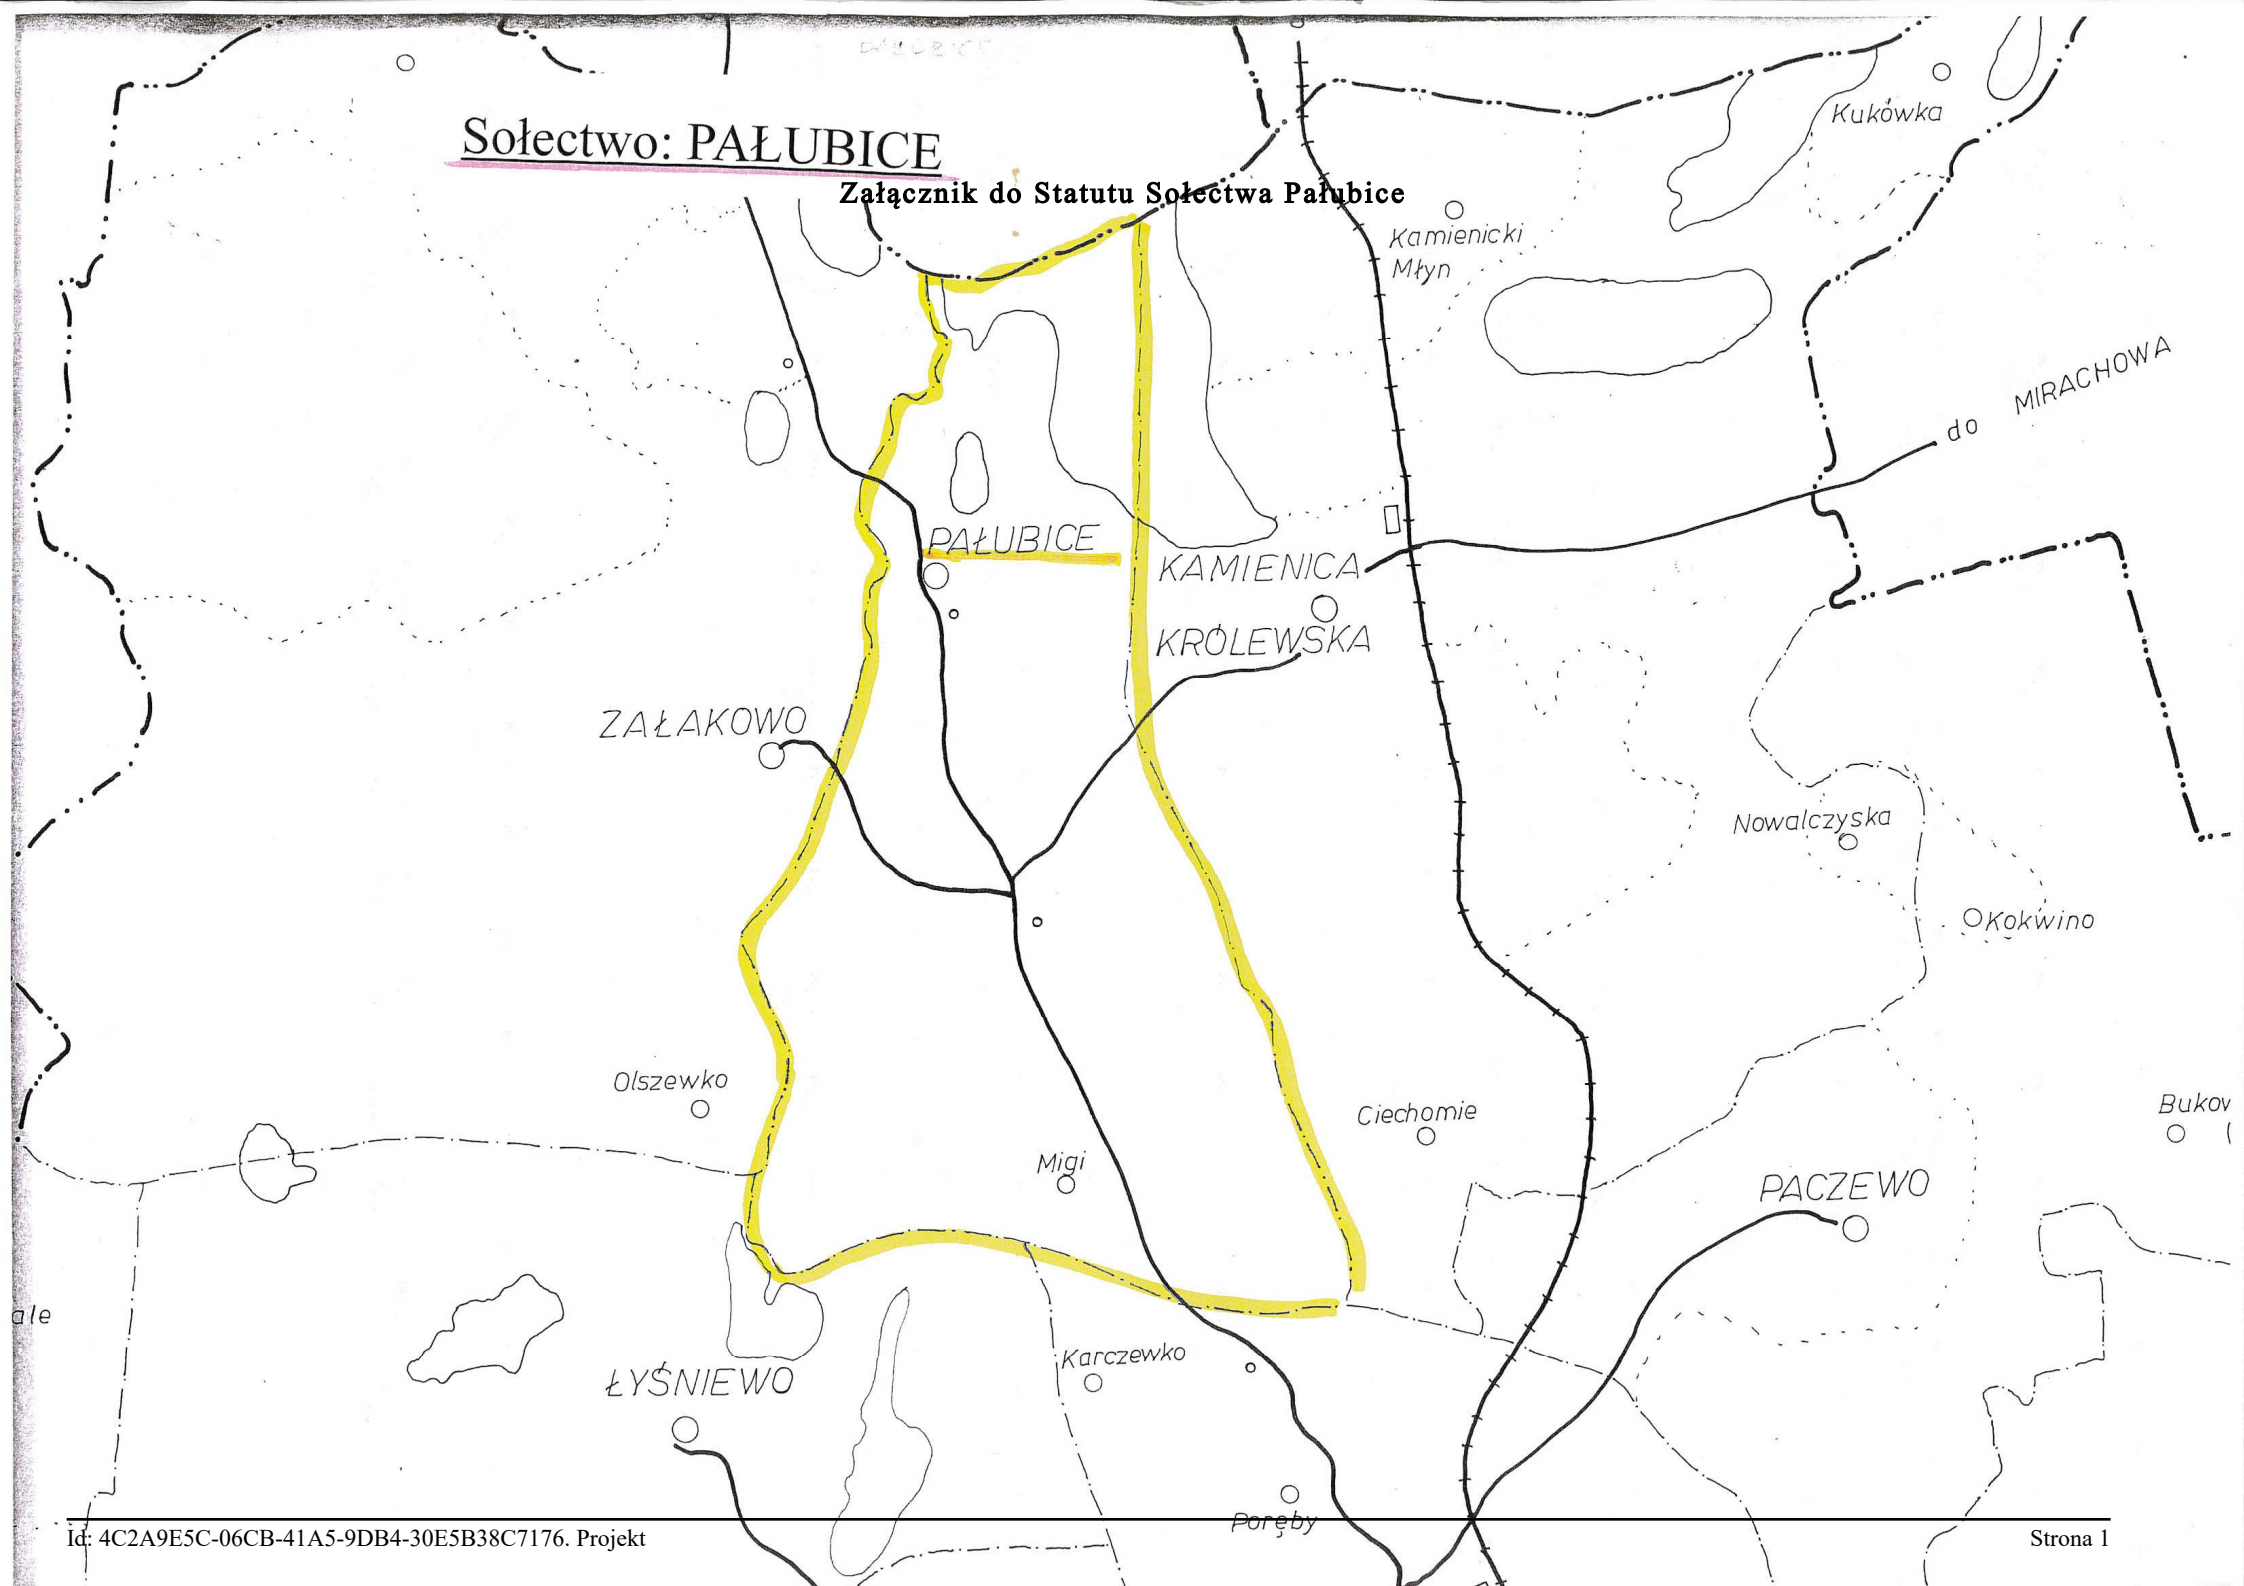 Sołectwo: PAŁUBICE
Załącznik do Statutu Sołectwa Pałubice
Kukówka
Kamienicki
Młyn
do MIRACHOWA
PAŁUBICE
KAMIENICA
KRÓLEWSKA
ZAŁAKOWO
Nowalczyska
Kokwino
Olszewko
Ciechomie
Bukow
Migi
PACZEWO
ale
Karczewko
ŁYŚNIEWO
Poręby
Id: 4C2A9E5C-06CB-41A5-9DB4-30E5B38C7176. Projekt
Strona 1